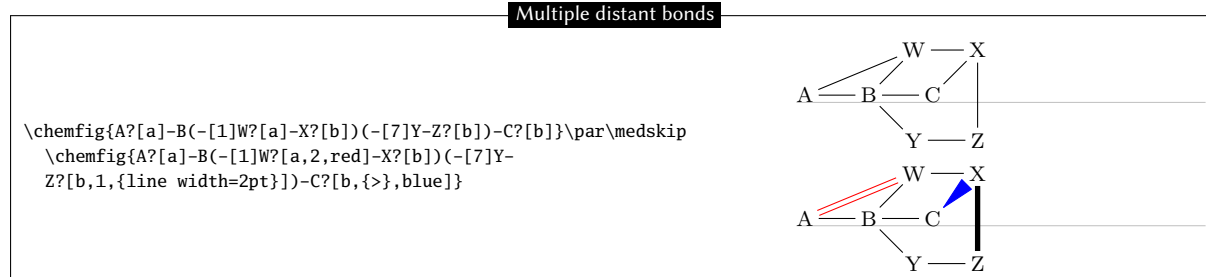 Multiple distant bonds
\chemfig{A?[a]-B(-[1]W?[a]-X?[b])(-[7]Y-Z?[b])-C?[b]}\par\medskip
\chemfig{A?[a]-B(-[1]W?[a,2,red]-X?[b])(-[7]Y-
Z?[b,1,{line width=2pt}])-C?[b,{>},blue]}
W X
A B C
Y Z
W X
A B C
Y Z